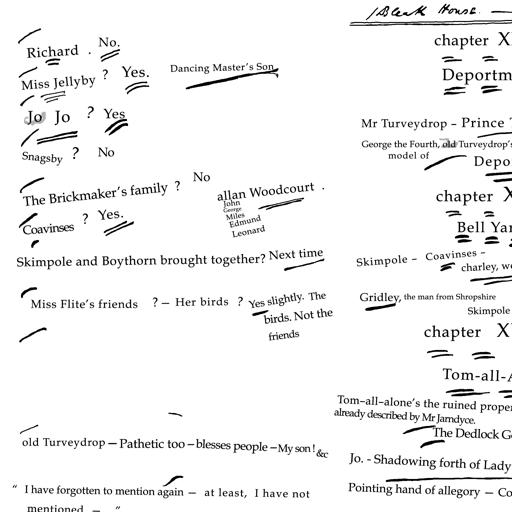 Richard . No.
Miss Jellyby ? Yes. Dancing Master's Son
Jo Jo ? Yes
Snagsby ? No
The Brickmaker's family ? No
allan Woodcourt .
John
George
Miles
Edmund
Leonard
Coavinses ? Yes.
Skimpole and Boythorn brought together? Next time
Miss Flite's friends ? – Her birds ? Yes slightly. The
birds. Not the
friends
old Turveydrop – Pathetic too – blesses people – My son! &c
" I have forgotten to mention again – at least, I have not
mentioned – "
Bleak House. —
chapter X
Deportm
Mr Turveydrop – Prince T
George the Fourth, old Turveydrop's
model of Depo
chapter X
Bell Yar
Skimpole – Coavinses –
charley, w
Gridley, the man from Shropshire
Skimpole
chapter X
Tom-all-A
Tom-all-alone's the ruined proper
already described by Mr Jarndyce.
The Dedlock G
Jo. - Shadowing forth of Lady
Pointing hand of allegory – Co